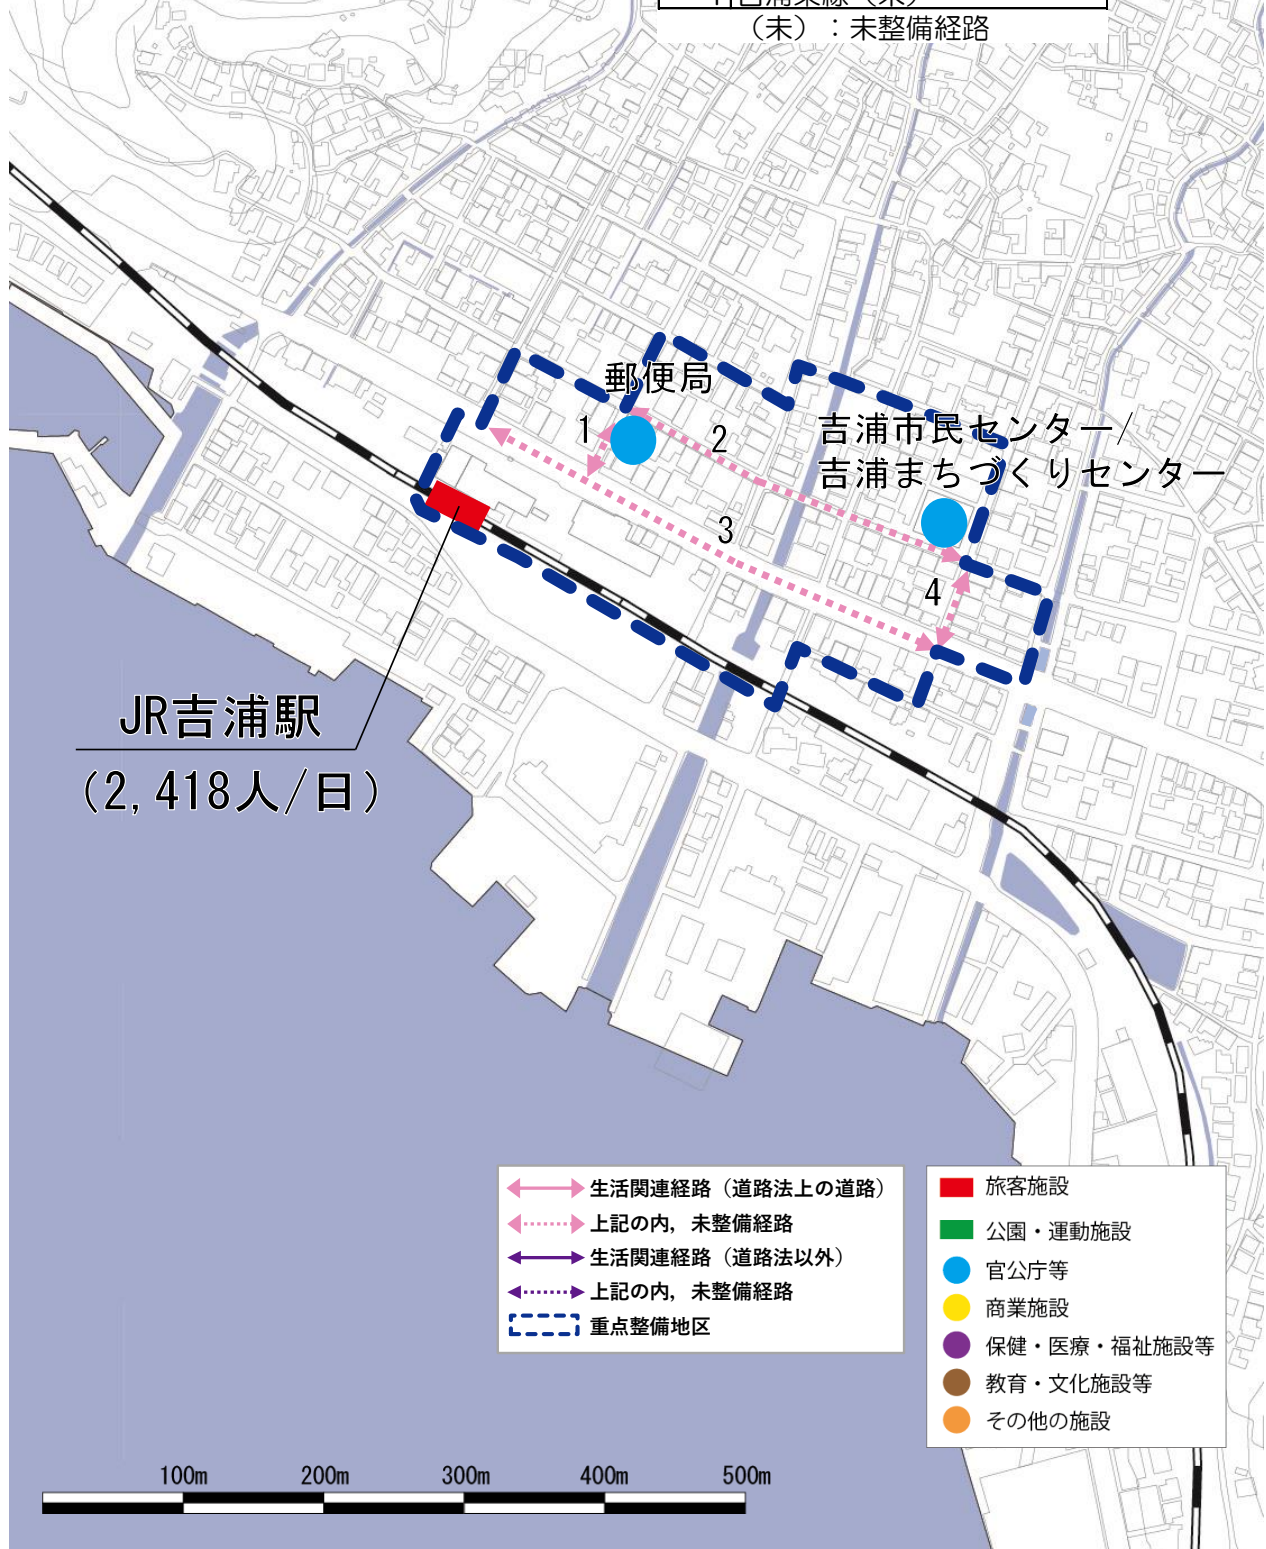 4 吉浦東線（未）
（未）：未整備経路
郵便局
1
2
吉浦市民センター/
吉浦まちづくりセンター
3
4
JR吉浦駅
（2,418人/日）
生活関連経路（道路法上の道路）
上記の内，未整備経路
生活関連経路（道路法以外）
上記の内，未整備経路
重点整備地区
旅客施設
公園・運動施設
官公庁等
商業施設
保健・医療・福祉施設等
教育・文化施設等
その他の施設
100m 200m 300m 400m 500m